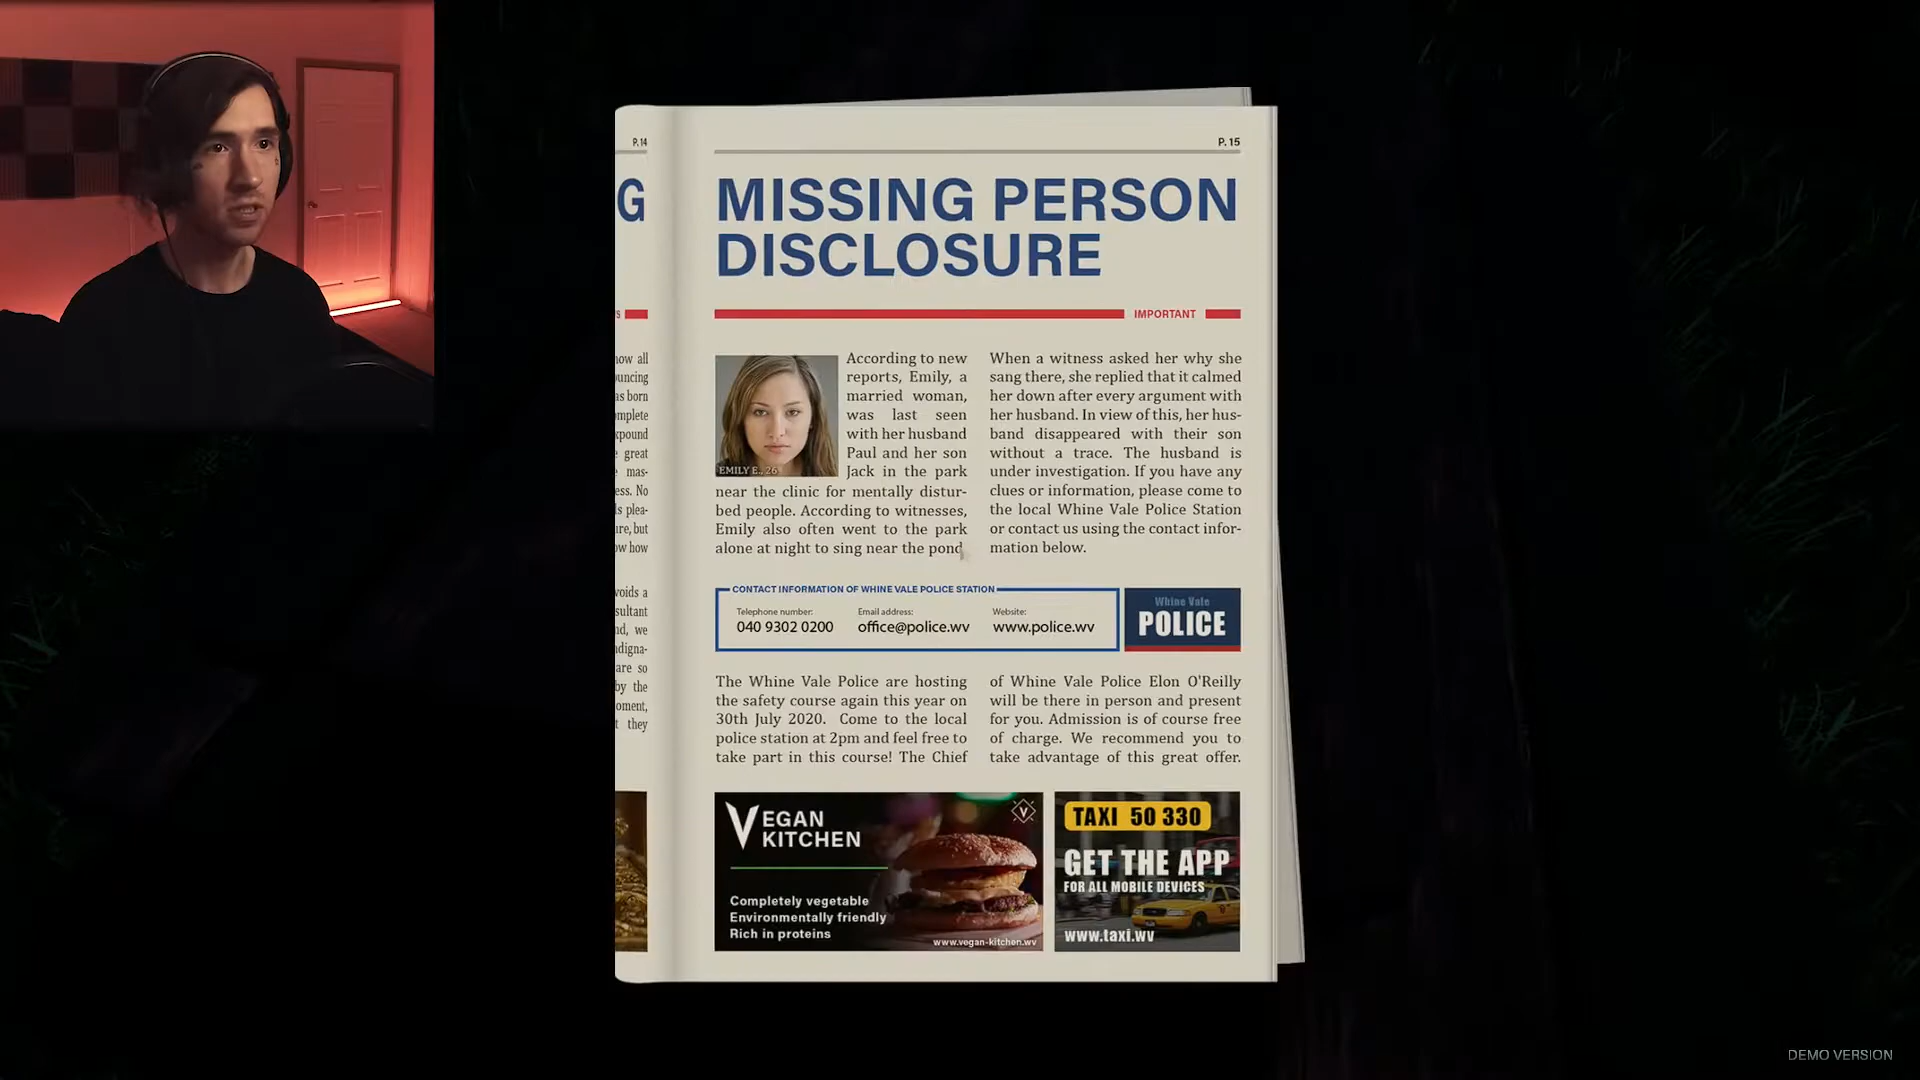 P. 14
G
how all
uncing
as born
mplete
xpound
great
mas-
ess. No
ls plea-
ure, but
ow how
voids a
sultant
nd, we
ndigna-
are so
by the
oment,
t they
P. 15
MISSING PERSON
DISCLOSURE
IMPORTANT
EMILY E., 26
According to new
reports, Emily, a
married woman,
was last seen
with her husband
Paul and her son
Jack in the park
near the clinic for mentally distur-
bed people. According to witnesses,
Emily also often went to the park
alone at night to sing near the pond
When a witness asked her why she
sang there, she replied that it calmed
her down after every argument with
her husband. In view of this, her hus-
band disappeared with their son
without a trace. The husband is
under investigation. If you have any
clues or information, please come to
the local Whine Vale Police Station
or contact us using the contact infor-
mation below.
CONTACT INFORMATION OF WHINE VALE POLICE STATION
Telephone number:
040 9302 0200
Email address:
office@police.wv
Website:
www.police.wv
Whine Vale
POLICE
The Whine Vale Police are hosting
the safety course again this year on
30th July 2020. Come to the local
police station at 2pm and feel free to
take part in this course! The Chief
of Whine Vale Police Elon O'Reilly
will be there in person and present
for you. Admission is of course free
of charge. We recommend you to
take advantage of this great offer.
VEGAN
KITCHEN
V
Completely vegetable
Environmentally friendly
Rich in proteins
www.vegan-kitchen.wv
TAXI 50 330
GET THE APP
FOR ALL MOBILE DEVICES
www.taxi.wv
DEMO VERSION